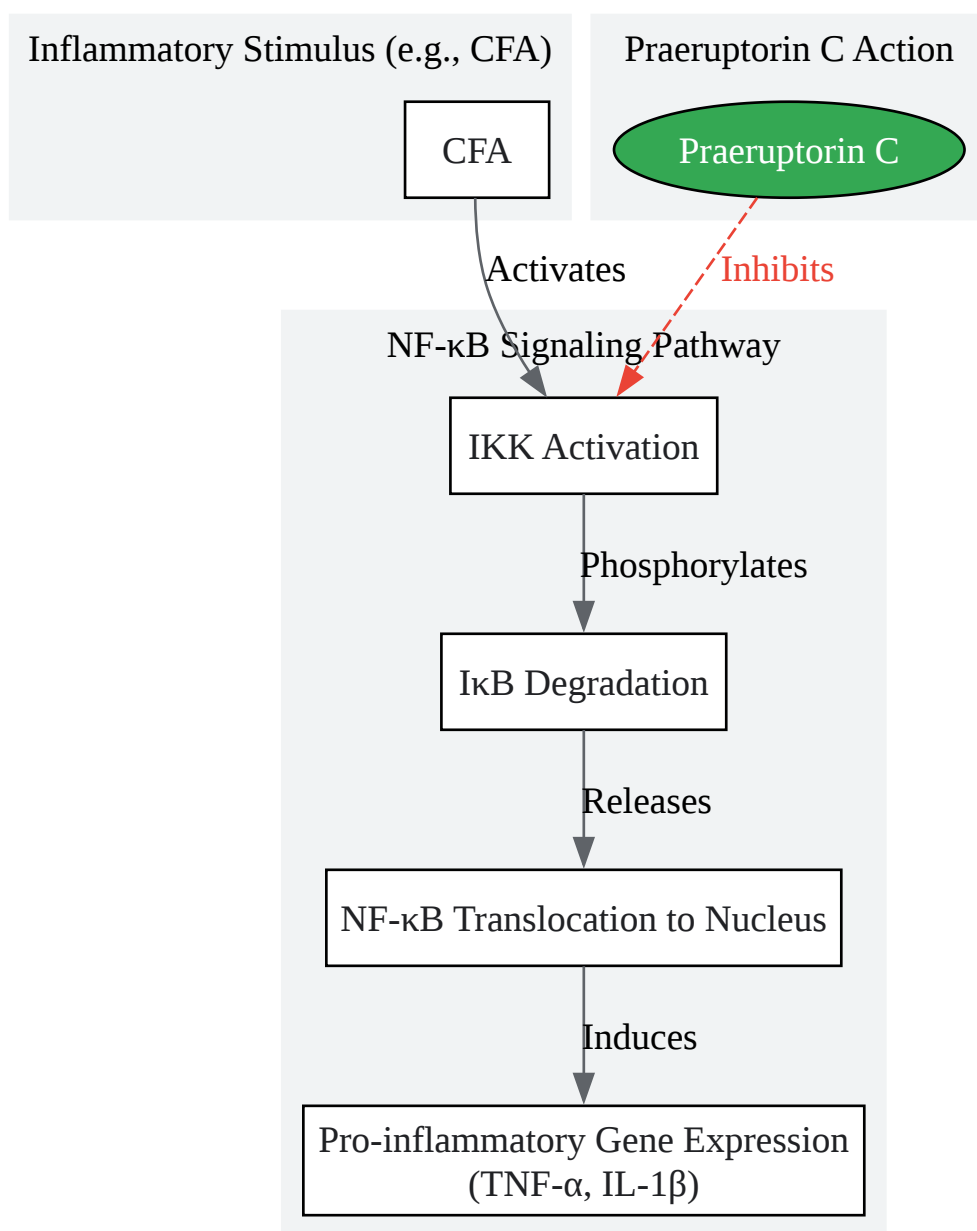 Inflammatory Stimulus (e.g., CFA)
Praeruptorin C Action
CFA
Praeruptorin C
Activates
Inhibits
NF-κB Signaling Pathway
IKK Activation
Phosphorylates
IκB Degradation
Releases
NF-κB Translocation to Nucleus
Induces
Pro-inflammatory Gene Expression
(TNF-α, IL-1β)